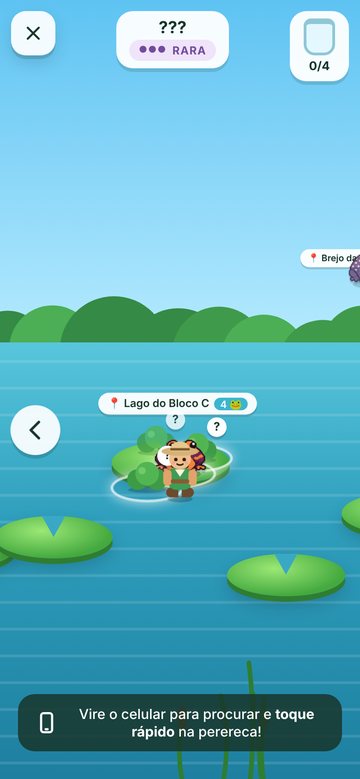 ???
RARA
0/4
Brejo da
Lago do Bloco C 4
?
?
Vire o celular para procurar e toque
rápido na perereca!